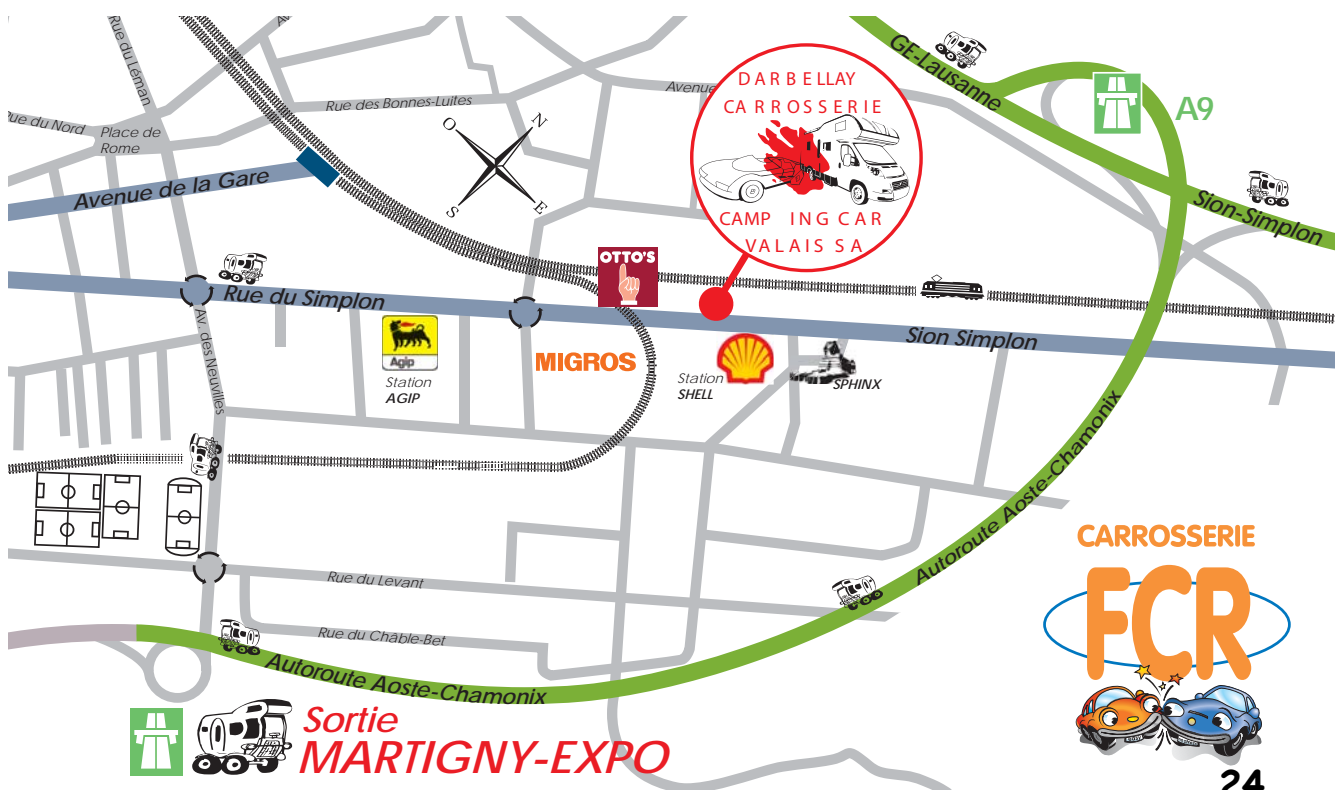 Rue du Léman
GE-Lausanne
DARBELLAY
CARROSSERIE
CAMP ING CAR
VALAIS SA
Avenue
A9
Rue des Bonnes-Luites
Place de
Rome
O
N
S
E
Avenue de la Gare
Sion-Simplon
OTTO'S
Rue du Simplon
Sion Simplon
Av. des Neuvilles
Agip
Station
AGIP
MIGROS
Station
SHELL
SPHINX
Autoroute Aoste-Chamonix
CARROSSERIE
FCR
Rue du Levant
Rue du Châble-Bet
Autoroute Aoste-Chamonix
Sortie
MARTIGNY-EXPO
24